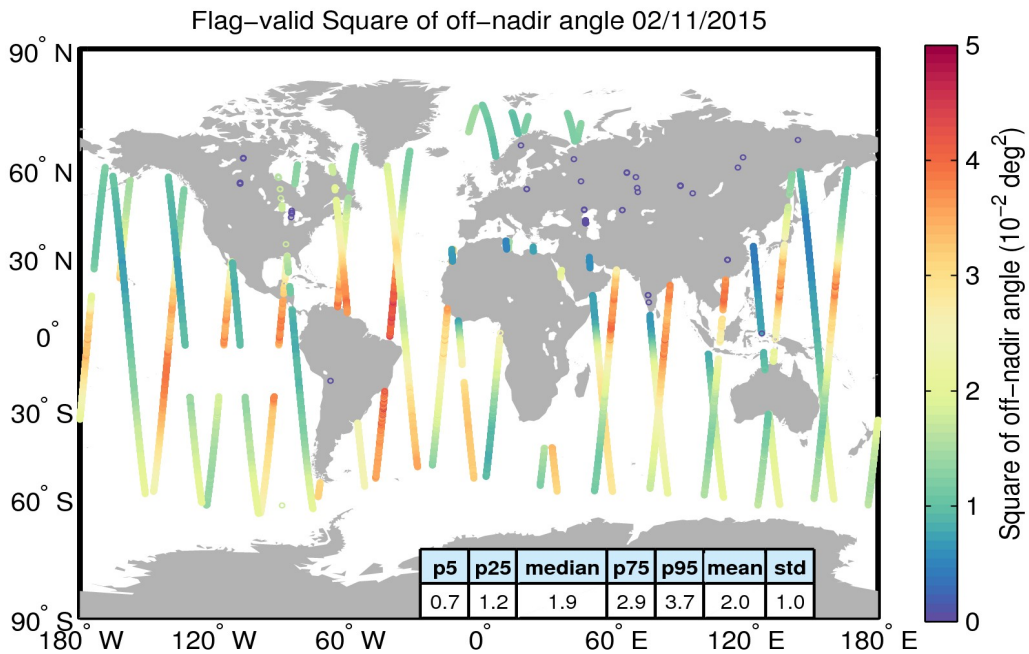 Flag−valid Square of off−nadir angle 02/11/2015
90° N
60° N
30° N
0°
30° S
60° S
90° S
180° W
120° W
60° W
0°
60° E
120° E
180° E
p5 p25 median p75 p95 mean std
0.7 1.2 1.9 2.9 3.7 2.0 1.0
5
4
3
2
1
0
Square of off−nadir angle (10⁻² deg²)